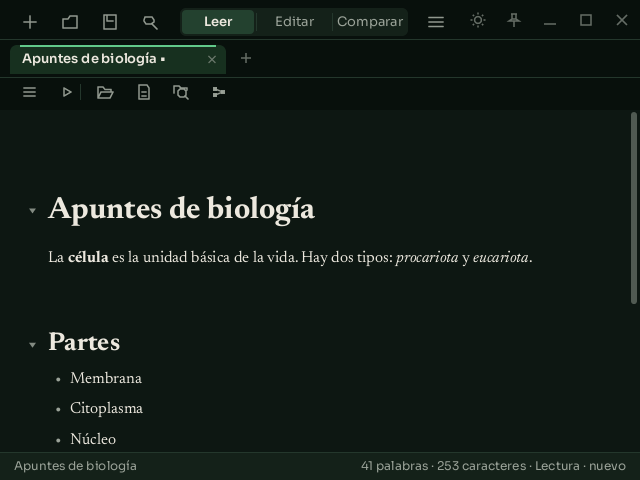 Leer
Editar
Comparar
Apuntes de biología
Apuntes de biología
La célula es la unidad básica de la vida. Hay dos tipos: procariota y eucariota.
Partes
• Membrana
• Citoplasma
• Núcleo
Apuntes de biología
41 palabras · 253 caracteres · Lectura · nuevo